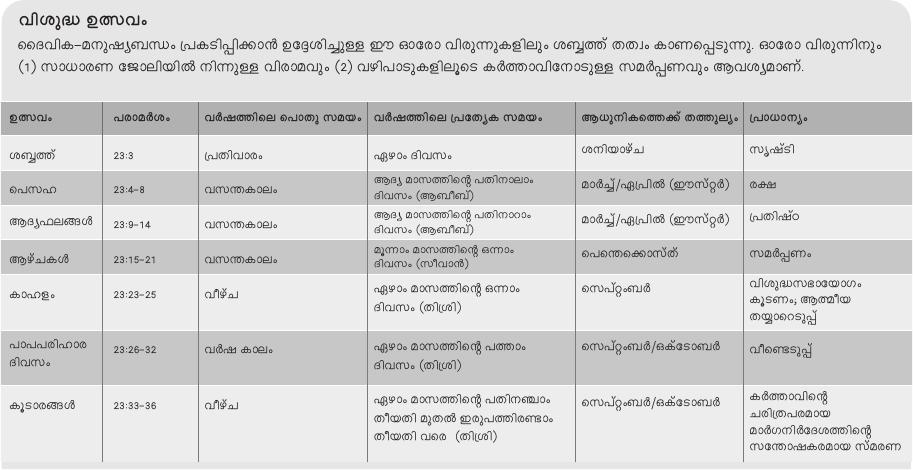 വിശുദ്ധ ഉത്സവം
ദൈവിക-മനുഷ്യബന്ധം പ്രകടിപ്പിക്കാൻ ഉദ്ദേശിച്ചുള്ള ഈ ഓരോ വിരുന്നുകളിലും ശബ്ബത്ത് തത്വം കാണപ്പെടുന്നു. ഓരോ വിരുന്നിനും
(1) സാധാരണ ജോലിയിൽ നിന്നുള്ള വിരാമവും (2) വഴിപാടുകളിലൂടെ കർത്താവിനോടുള്ള സമർപ്പണവും ആവശ്യമാണ്.
ഉത്സവം പരാമർശം വർഷത്തിലെ പൊതു സമയം വർഷത്തിലെ പ്രത്യേക സമയം ആധുനികത്തെക്ക് തത്തുല്യം പ്രാധാന്യം
ശബ്ബത്ത് 23:3 പ്രതിവാരം ഏഴാം ദിവസം ശനിയാഴ്ച സൃഷ്ടി
പെസഹ 23:4-8 വസന്തകാലം ആദ്യ മാസത്തിന്റെ പതിനാലാം മാർച്ച്/ഏപ്രിൽ (ഈസ്റ്റർ) രക്ഷ
ദിവസം (ആബീബ്)
ആദ്യഫലങ്ങൾ 23:9-14 വസന്തകാലം ആദ്യ മാസത്തിന്റെ പതിനാറാം മാർച്ച്/ഏപ്രിൽ (ഈസ്റ്റർ) പ്രതിഷ്ഠ
ദിവസം (ആബീബ്)
ആഴ്ചകൾ 23:15-21 വസന്തകാലം മൂന്നാം മാസത്തിന്റെ ഒന്നാം പെന്തെക്കൊസ്ത് സമർപ്പണം
ദിവസം (സീവാൻ)
കാഹളം 23:23-25 വീഴ്ച ഏഴാം മാസത്തിന്റെ ഒന്നാം സെപ്റ്റംബർ വിശുദ്ധസഭായോഗം
ദിവസം (തിശ്രി) കൂടണം; ആത്മീയ
തയ്യാറെടുപ്പ്
പാപപരിഹാര 23:26-32 വർഷ കാലം ഏഴാം മാസത്തിന്റെ പത്താം സെപ്റ്റംബർ/ഒക്ടോബർ വീണ്ടെടുപ്പ്
ദിവസം ദിവസം (തിശ്രി)
കൂടാരങ്ങൾ 23:33-36 വീഴ്ച ഏഴാം മാസത്തിന്റെ പതിനഞ്ചാം സെപ്റ്റംബർ/ഒക്ടോബർ കർത്താവിന്റെ
തീയതി മുതൽ ഇരുപത്തിരണ്ടാം ചരിത്രപരമായ
തീയതി വരെ (തിശ്രി) മാർഗനിർദേശത്തിന്റെ
സന്തോഷകരമായ സ്മരണ